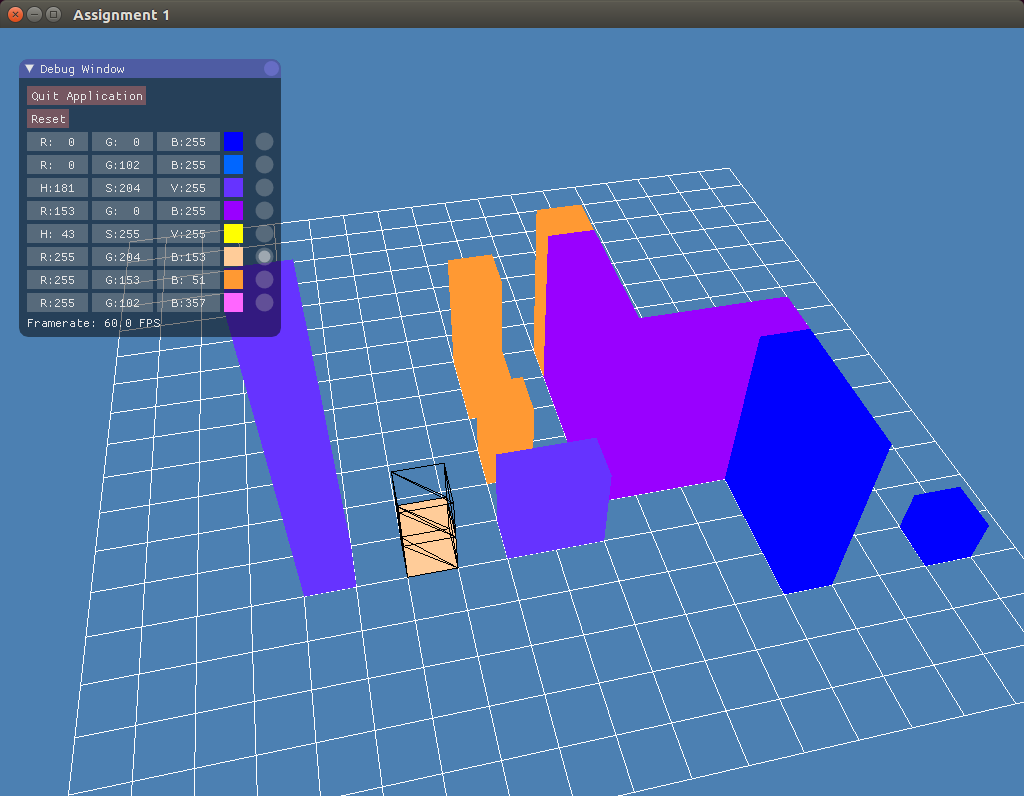 Assignment 1
Debug Window
Quit Application
Reset
R: 0 G: 0 B:255
R: 0 G:102 B:255
H:181 S:204 V:255
R:153 G: 0 B:255
H: 43 S:255 V:255
R:255 G:204 B:153
R:255 G:153 B: 51
R:255 G:102 B:357
Framerate: 60.0 FPS